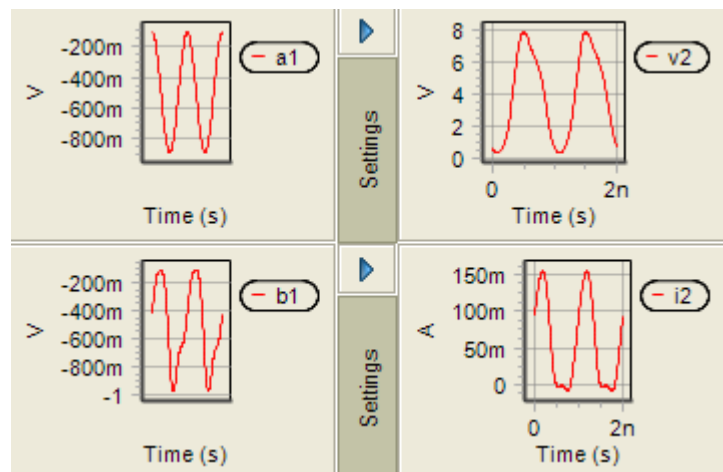 -200m
-400m
-600m
-800m
V
a1
Time (s)
Settings
8
6
4
2
0
V
v2
0 2n
Time (s)
-200m
-400m
-600m
-800m
-1
V
b1
Time (s)
Settings
150m
100m
50m
0
A
i2
0 2n
Time (s)